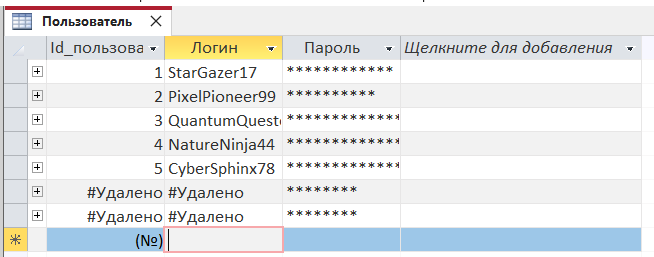 Пользователь
Id_пользова Логин Пароль Щелкните для добавления
1 StarGazer17 ************
2 PixelPioneer99 **********
3 QuantumQueste *************
4 NatureNinja44 *************
5 CyberSphinx78 *************
#Удалено #Удалено ********
#Удалено #Удалено ********
(№)